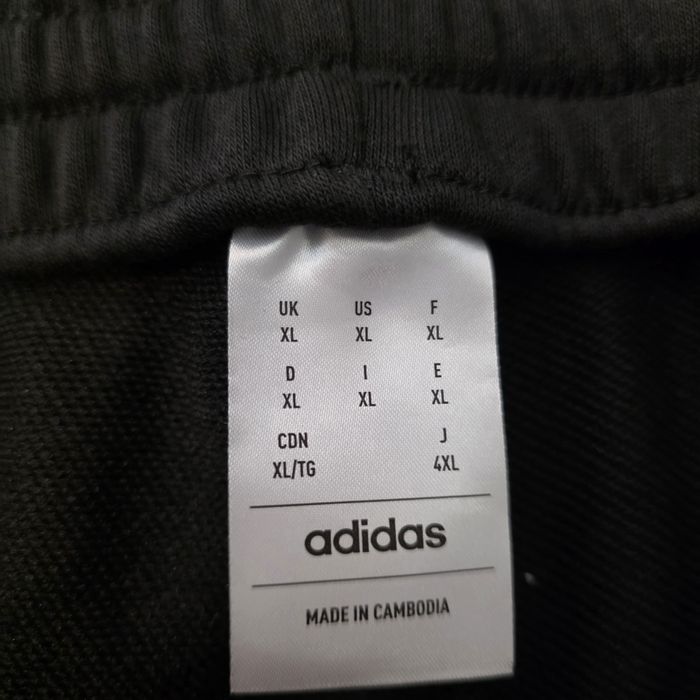 UK US F
XL XL XL
D I E
XL XL XL
CDN J
XL/TG 4XL
adidas
MADE IN CAMBODIA